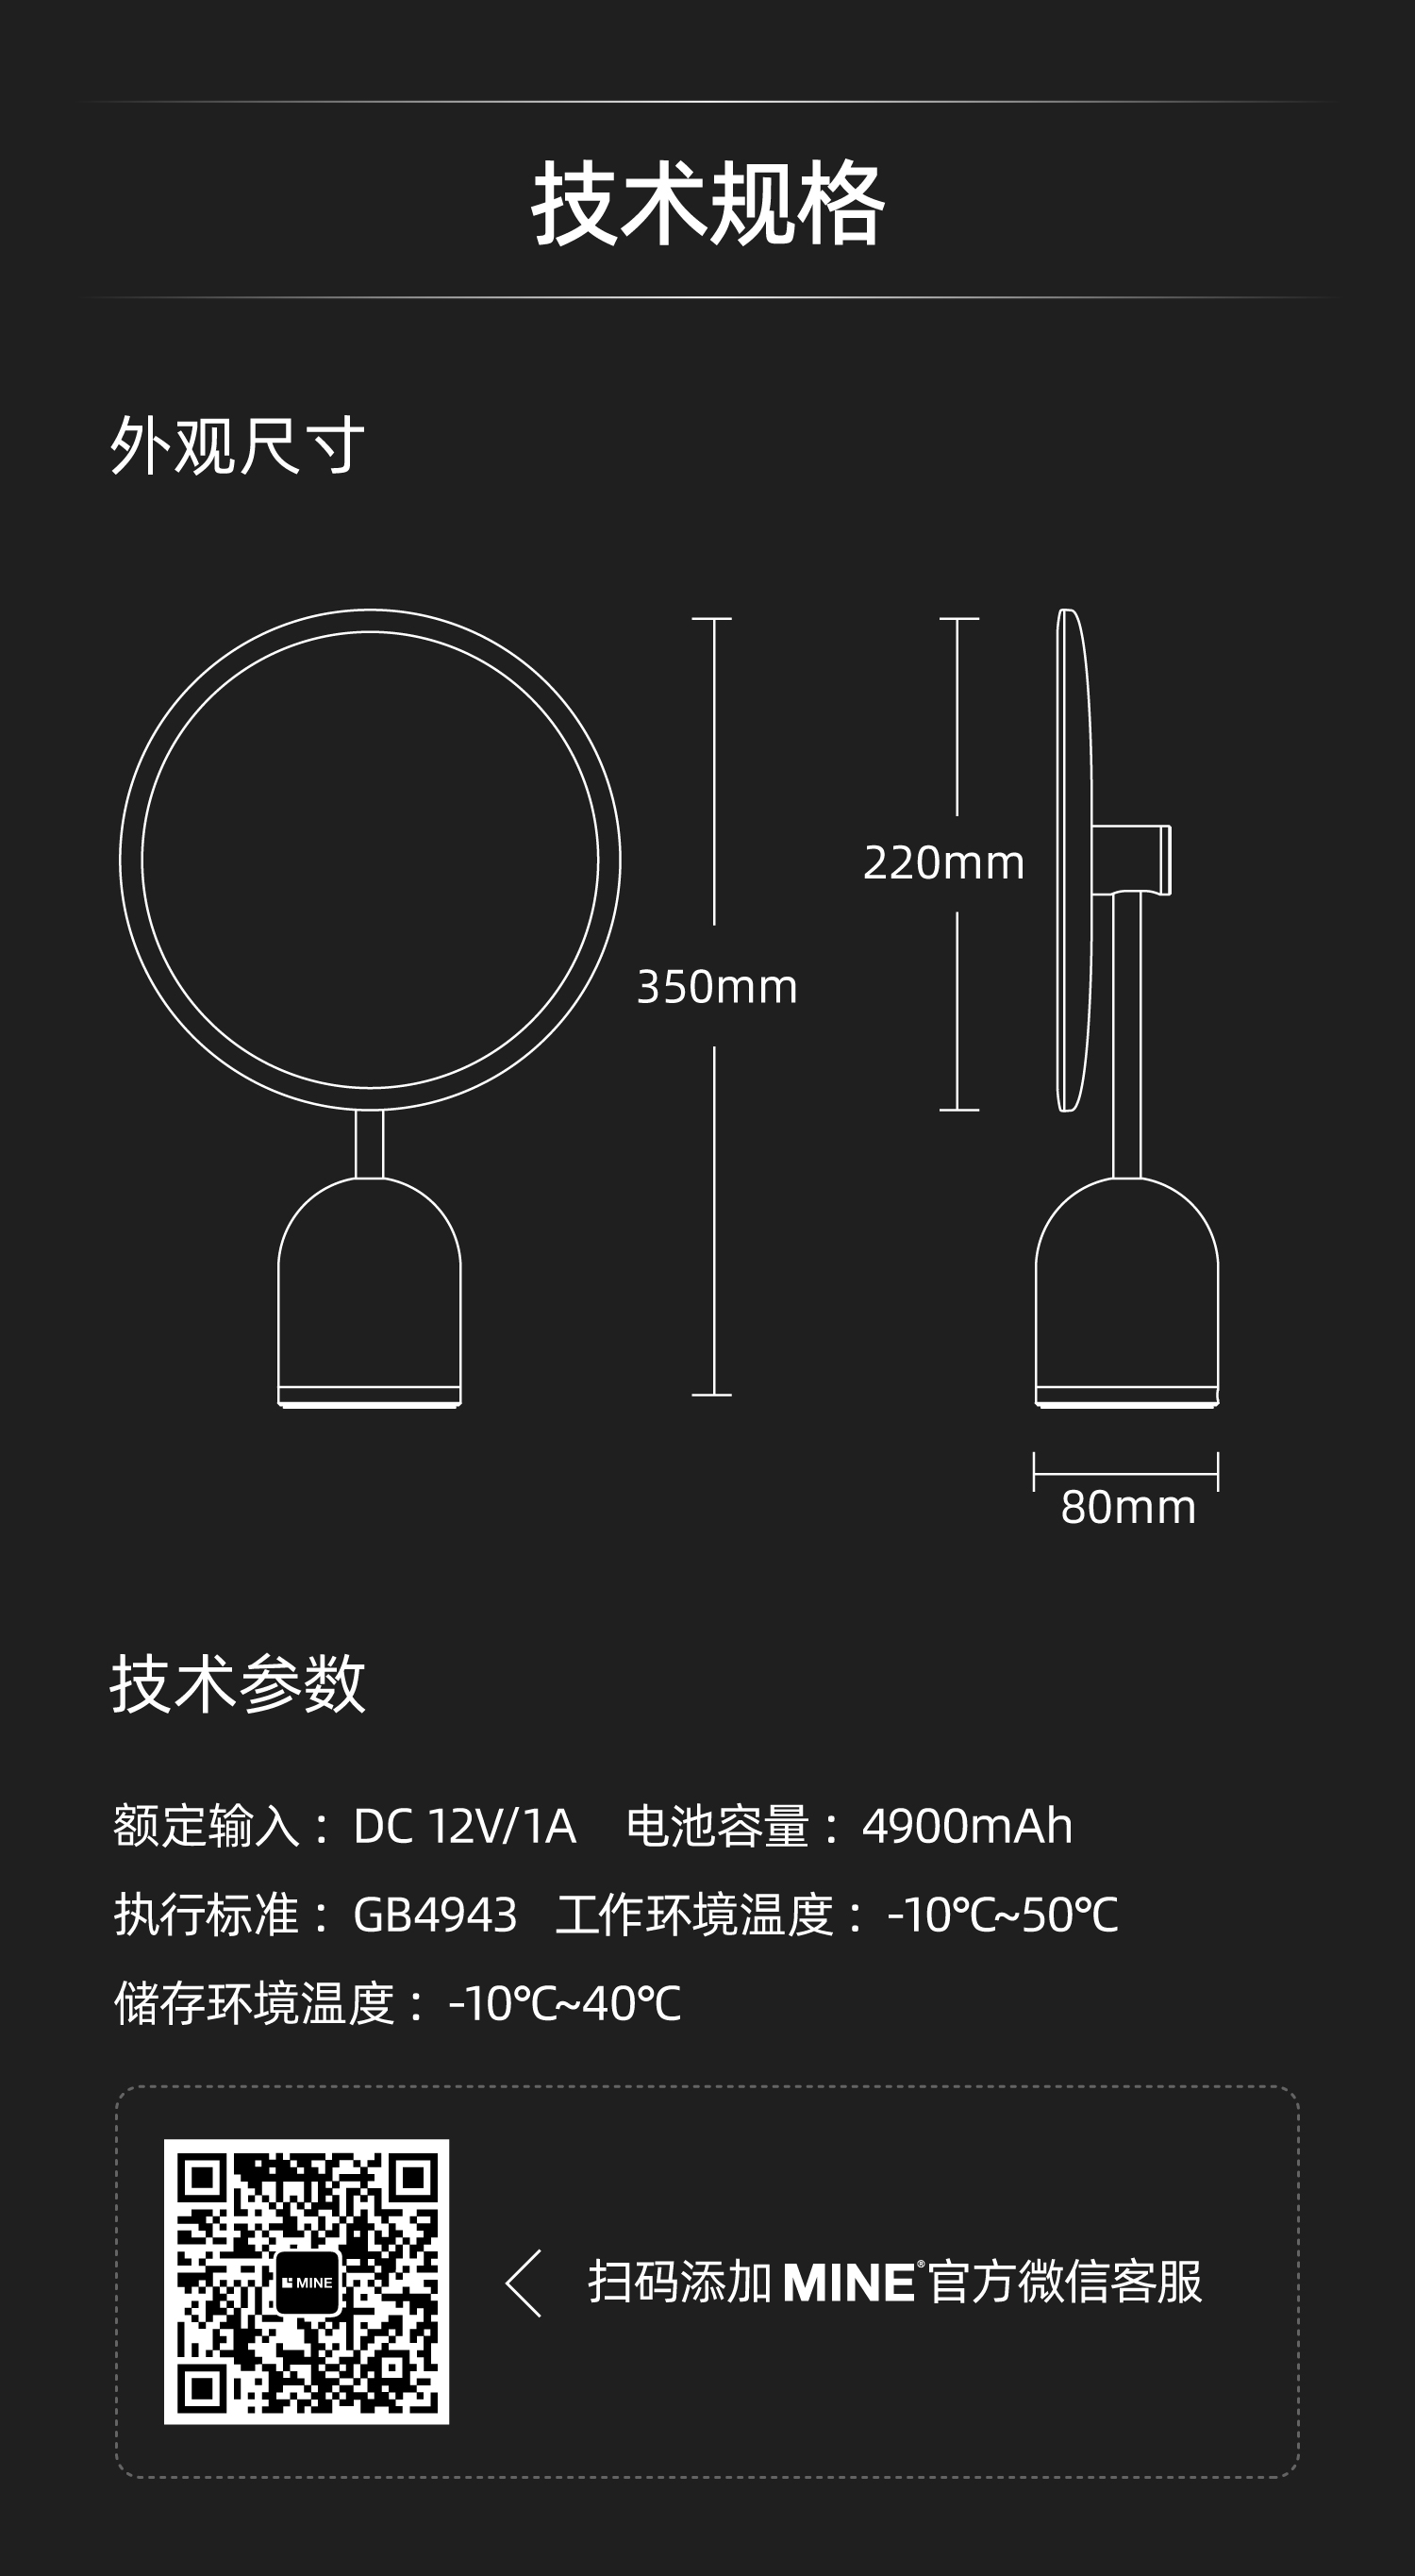 技术规格
外观尺寸
220mm
350mm
80mm
技术参数
额定输入：DC 12V/1A 电池容量：4900mAh
执行标准：GB4943 工作环境温度：-10℃~50℃
储存环境温度：-10℃~40℃
MINE
扫码添加 MINE®官方微信客服